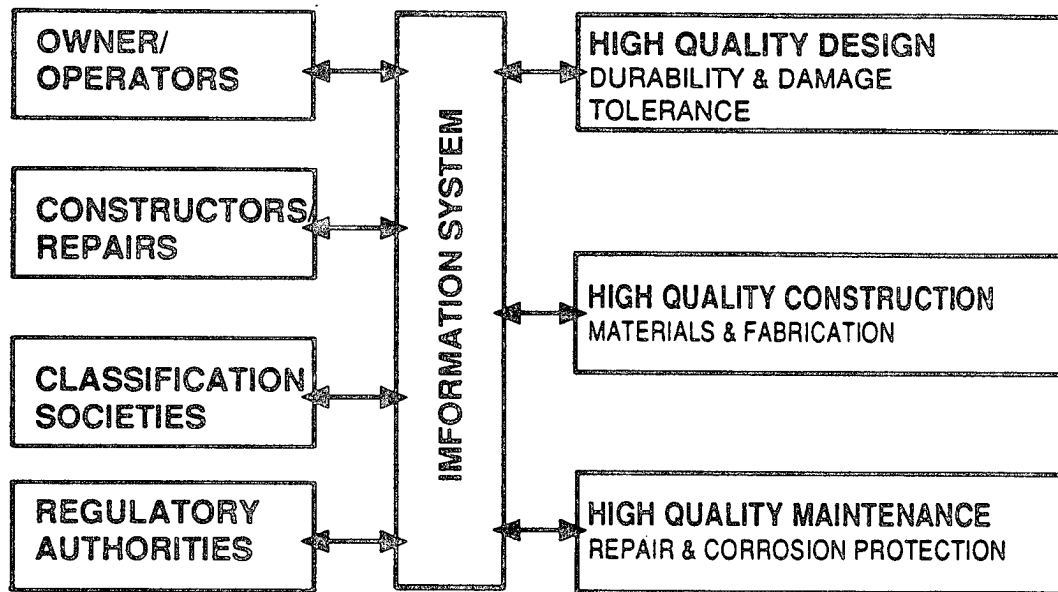 OWNER/
OPERATORS
CONSTRUCTORS/
REPAIRS
CLASSIFICATION
SOCIETIES
REGULATORY
AUTHORITIES
IMFORMATION SYSTEM
HIGH QUALITY DESIGN
DURABILITY & DAMAGE
TOLERANCE
HIGH QUALITY CONSTRUCTION
MATERIALS & FABRICATION
HIGH QUALITY MAINTENANCE
REPAIR & CORROSION PROTECTION